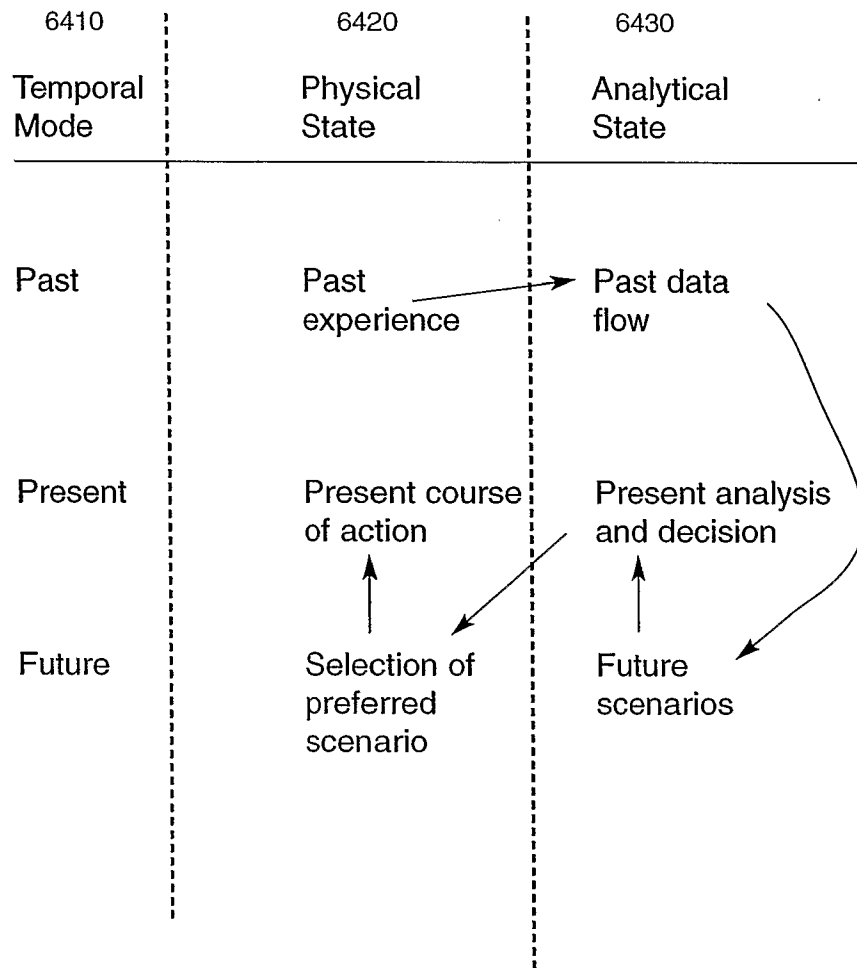 6410 6420 6430
Temporal Physical Analytical
Mode State State
Past Past Past data
experience flow
Present Present course Present analysis
of action and decision
Future Selection of Future
preferred scenarios
scenario